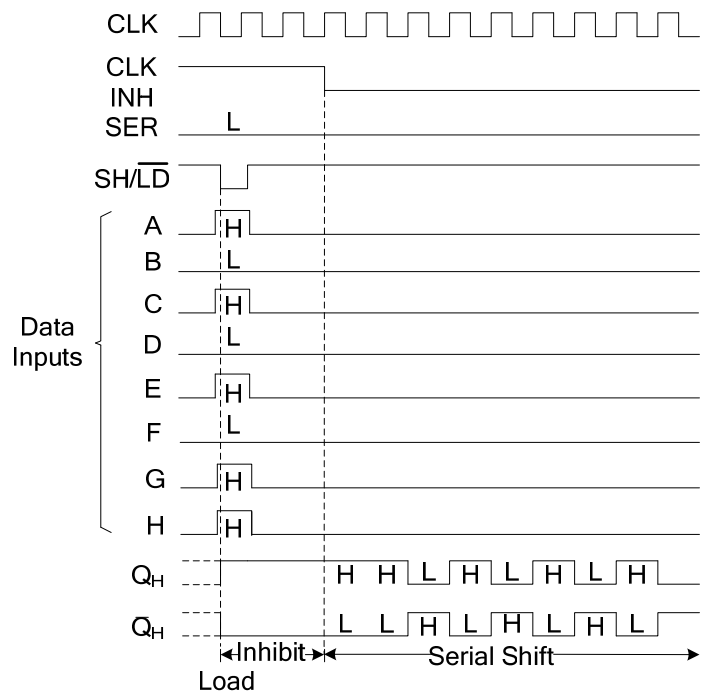 CLK
CLK
INH
SER L
SH/LD
A H
B L
C H
D L
Data
Inputs
E H
F L
G H
H H
QH H H L H L H L H
QH L L H L H L H L
Inhibit Serial Shift
Load